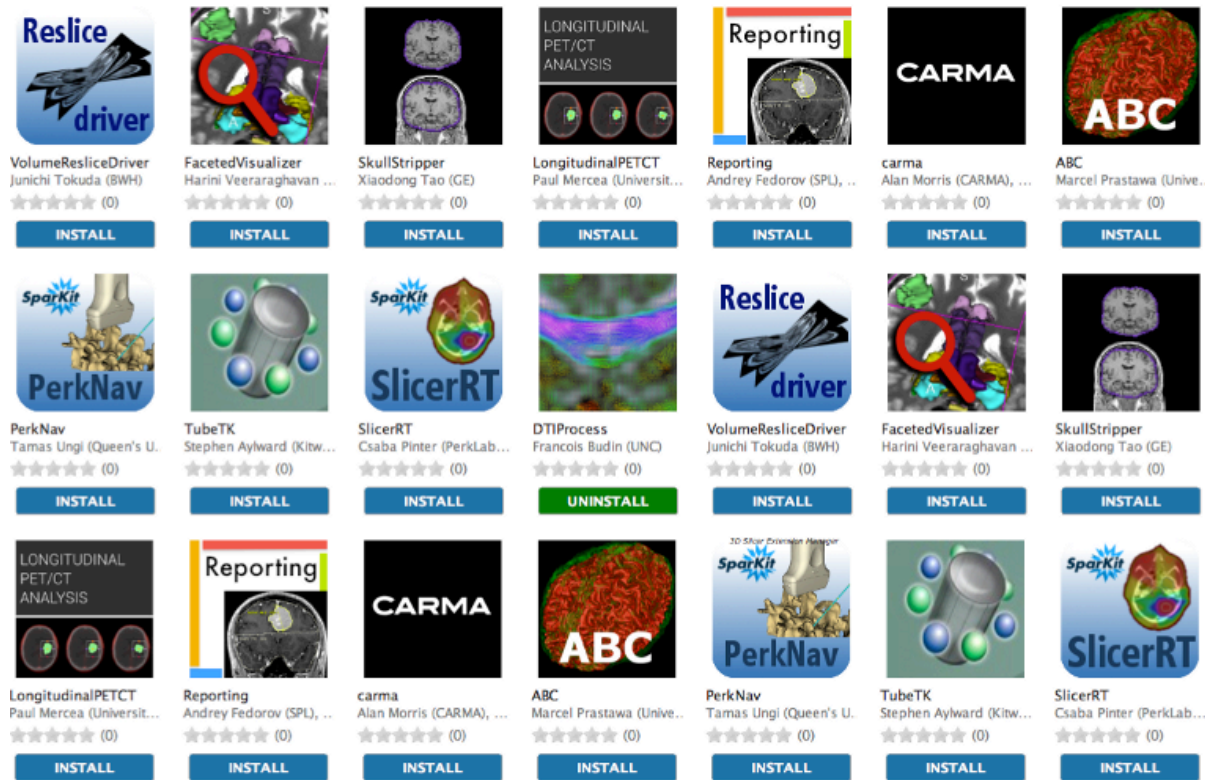 Reslice
driver
LONGITUDINAL
PET/CT
ANALYSIS
Reporting
CARMA
ABC
VolumeResliceDriver
Junichi Tokuda (BWH)
(0)
INSTALL
FacetedVisualizer
Harini Veeraraghavan ...
(0)
INSTALL
SkullStripper
Xiaodong Tao (GE)
(0)
INSTALL
LongitudinalPETCT
Paul Mercea (Universit...
(0)
INSTALL
Reporting
Andrey Fedorov (SPL), ..
(0)
INSTALL
carma
Alan Morris (CARMA), ...
(0)
INSTALL
ABC
Marcel Prastawa (Unive..
(0)
INSTALL
SparKit
PerkNav
SparKit
SlicerRT
Reslice
driver
PerkNav
Tamas Ungi (Queen's U..
(0)
INSTALL
TubeTK
Stephen Aylward (Kitw...
(0)
INSTALL
SlicerRT
Csaba Pinter (PerkLab...
(0)
INSTALL
DTIProcess
Francois Budin (UNC)
(0)
UNINSTALL
VolumeResliceDriver
Junichi Tokuda (BWH)
(0)
INSTALL
FacetedVisualizer
Harini Veeraraghavan ...
(0)
INSTALL
SkullStripper
Xiaodong Tao (GE)
(0)
INSTALL
LONGITUDINAL
PET/CT
ANALYSIS
Reporting
CARMA
ABC
3D Slicer Extension Manager
SparKit
PerkNav
SparKit
SlicerRT
LongitudinalPETCT
Paul Mercea (Universit...
(0)
INSTALL
Reporting
Andrey Fedorov (SPL), ..
(0)
INSTALL
carma
Alan Morris (CARMA), ...
(0)
INSTALL
ABC
Marcel Prastawa (Unive..
(0)
INSTALL
PerkNav
Tamas Ungi (Queen's U..
(0)
INSTALL
TubeTK
Stephen Aylward (Kitw...
(0)
INSTALL
SlicerRT
Csaba Pinter (PerkLab...
(0)
INSTALL